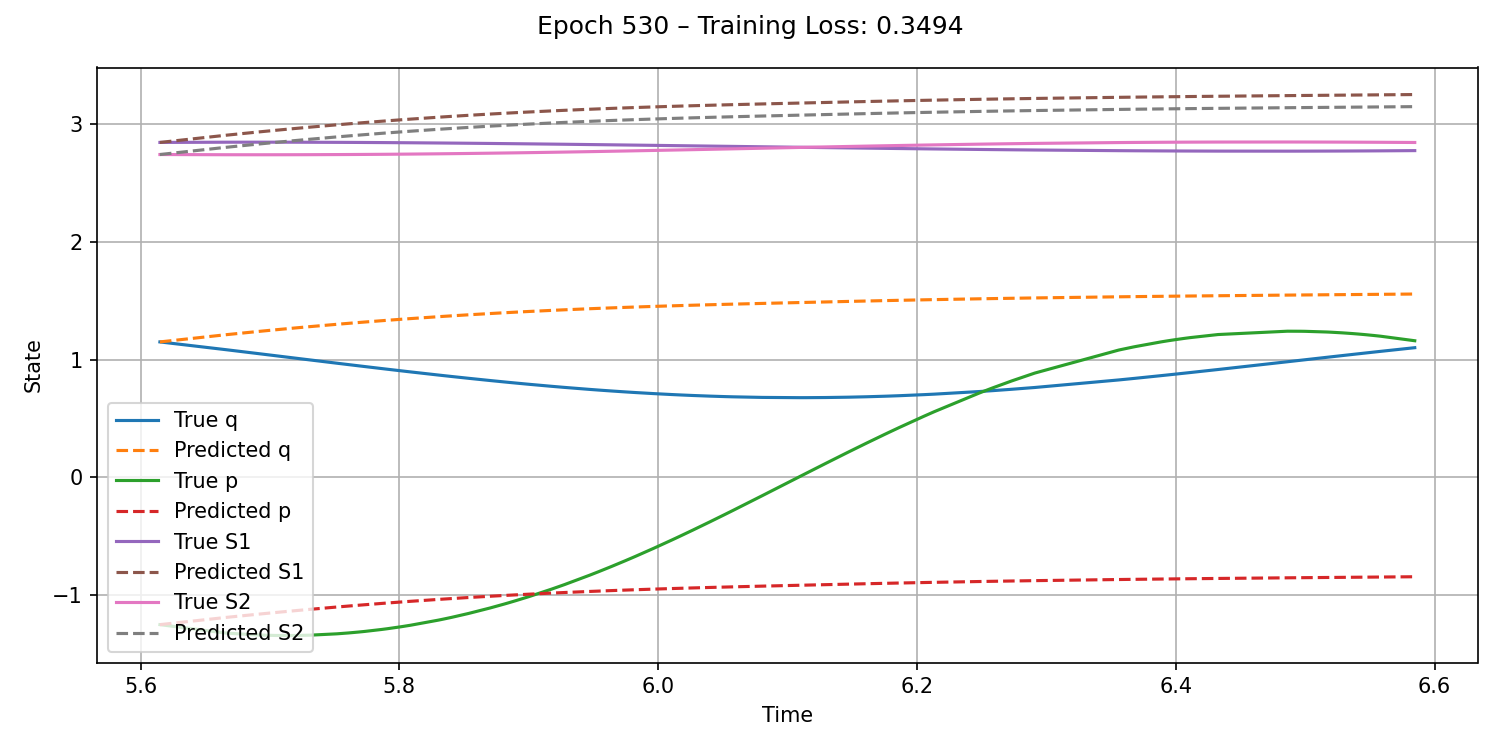 Epoch 530 – Training Loss: 0.3494
3
2
1
0
−1
State
True q
Predicted q
True p
Predicted p
True S1
Predicted S1
True S2
Predicted S2
5.6 5.8 6.0 6.2 6.4 6.6
Time